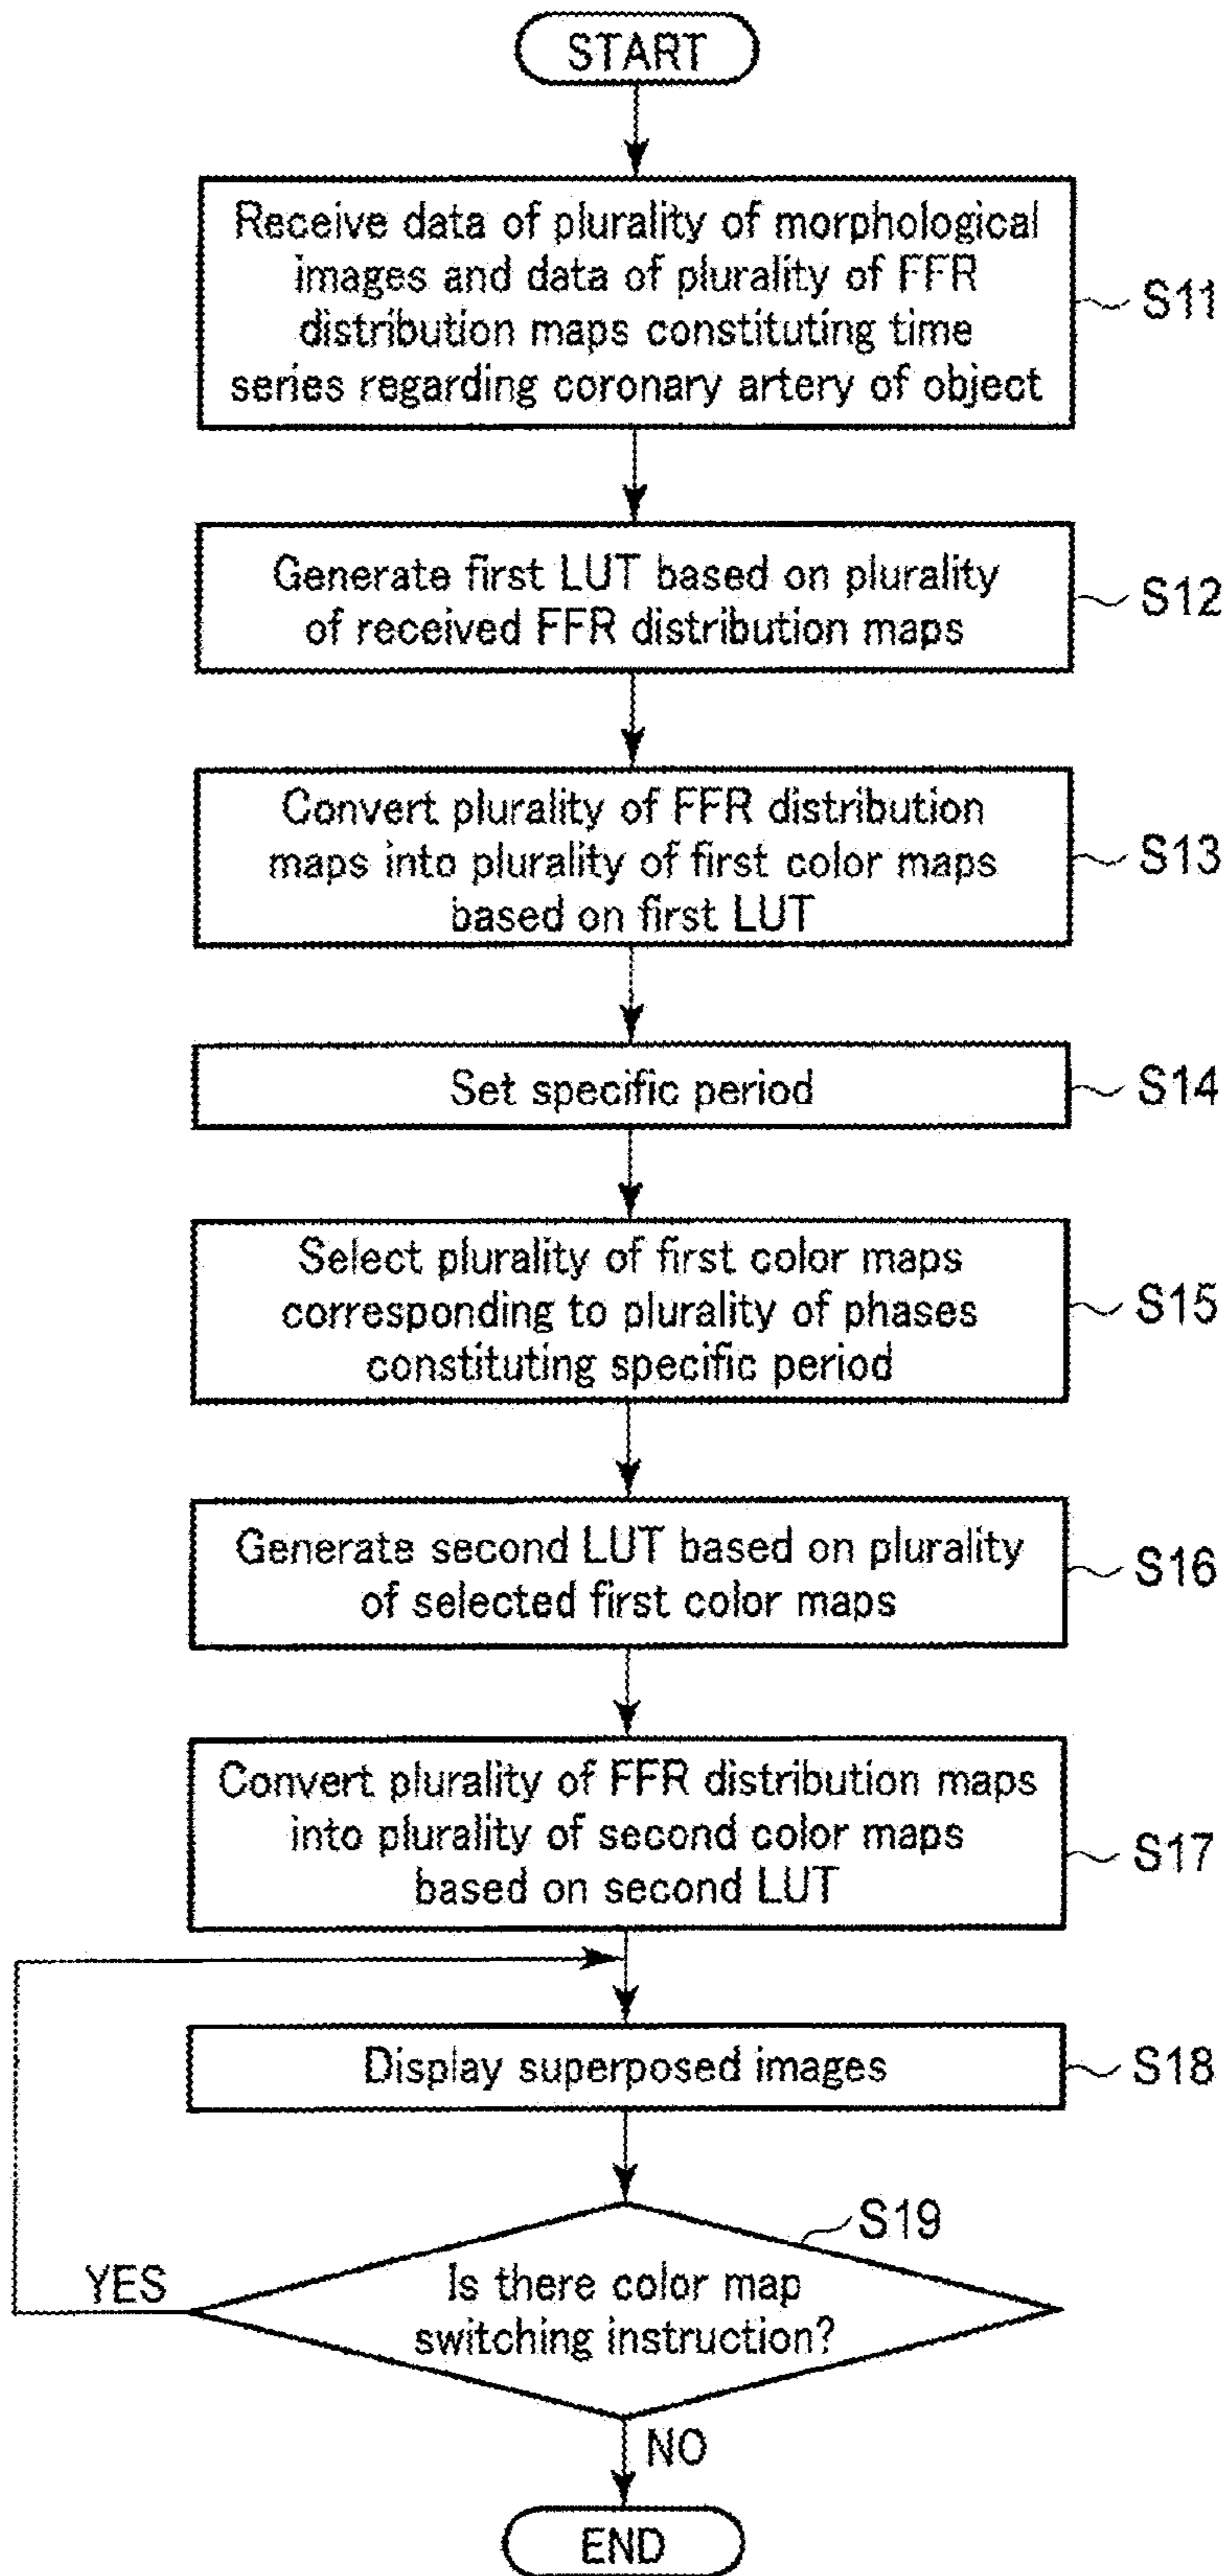 START
Receive data of plurality of morphological
images and data of plurality of FFR
distribution maps constituting time
series regarding coronary artery of object
S11
Generate first LUT based on plurality
of received FFR distribution maps
S12
Convert plurality of FFR distribution
maps into plurality of first color maps
based on first LUT
S13
Set specific period
S14
Select plurality of first color maps
corresponding to plurality of phases
constituting specific period
S15
Generate second LUT based on plurality
of selected first color maps
S16
Convert plurality of FFR distribution maps
into plurality of second color maps
based on second LUT
S17
Display superposed images
S18
S19
YES
Is there color map
switching instruction?
NO
END